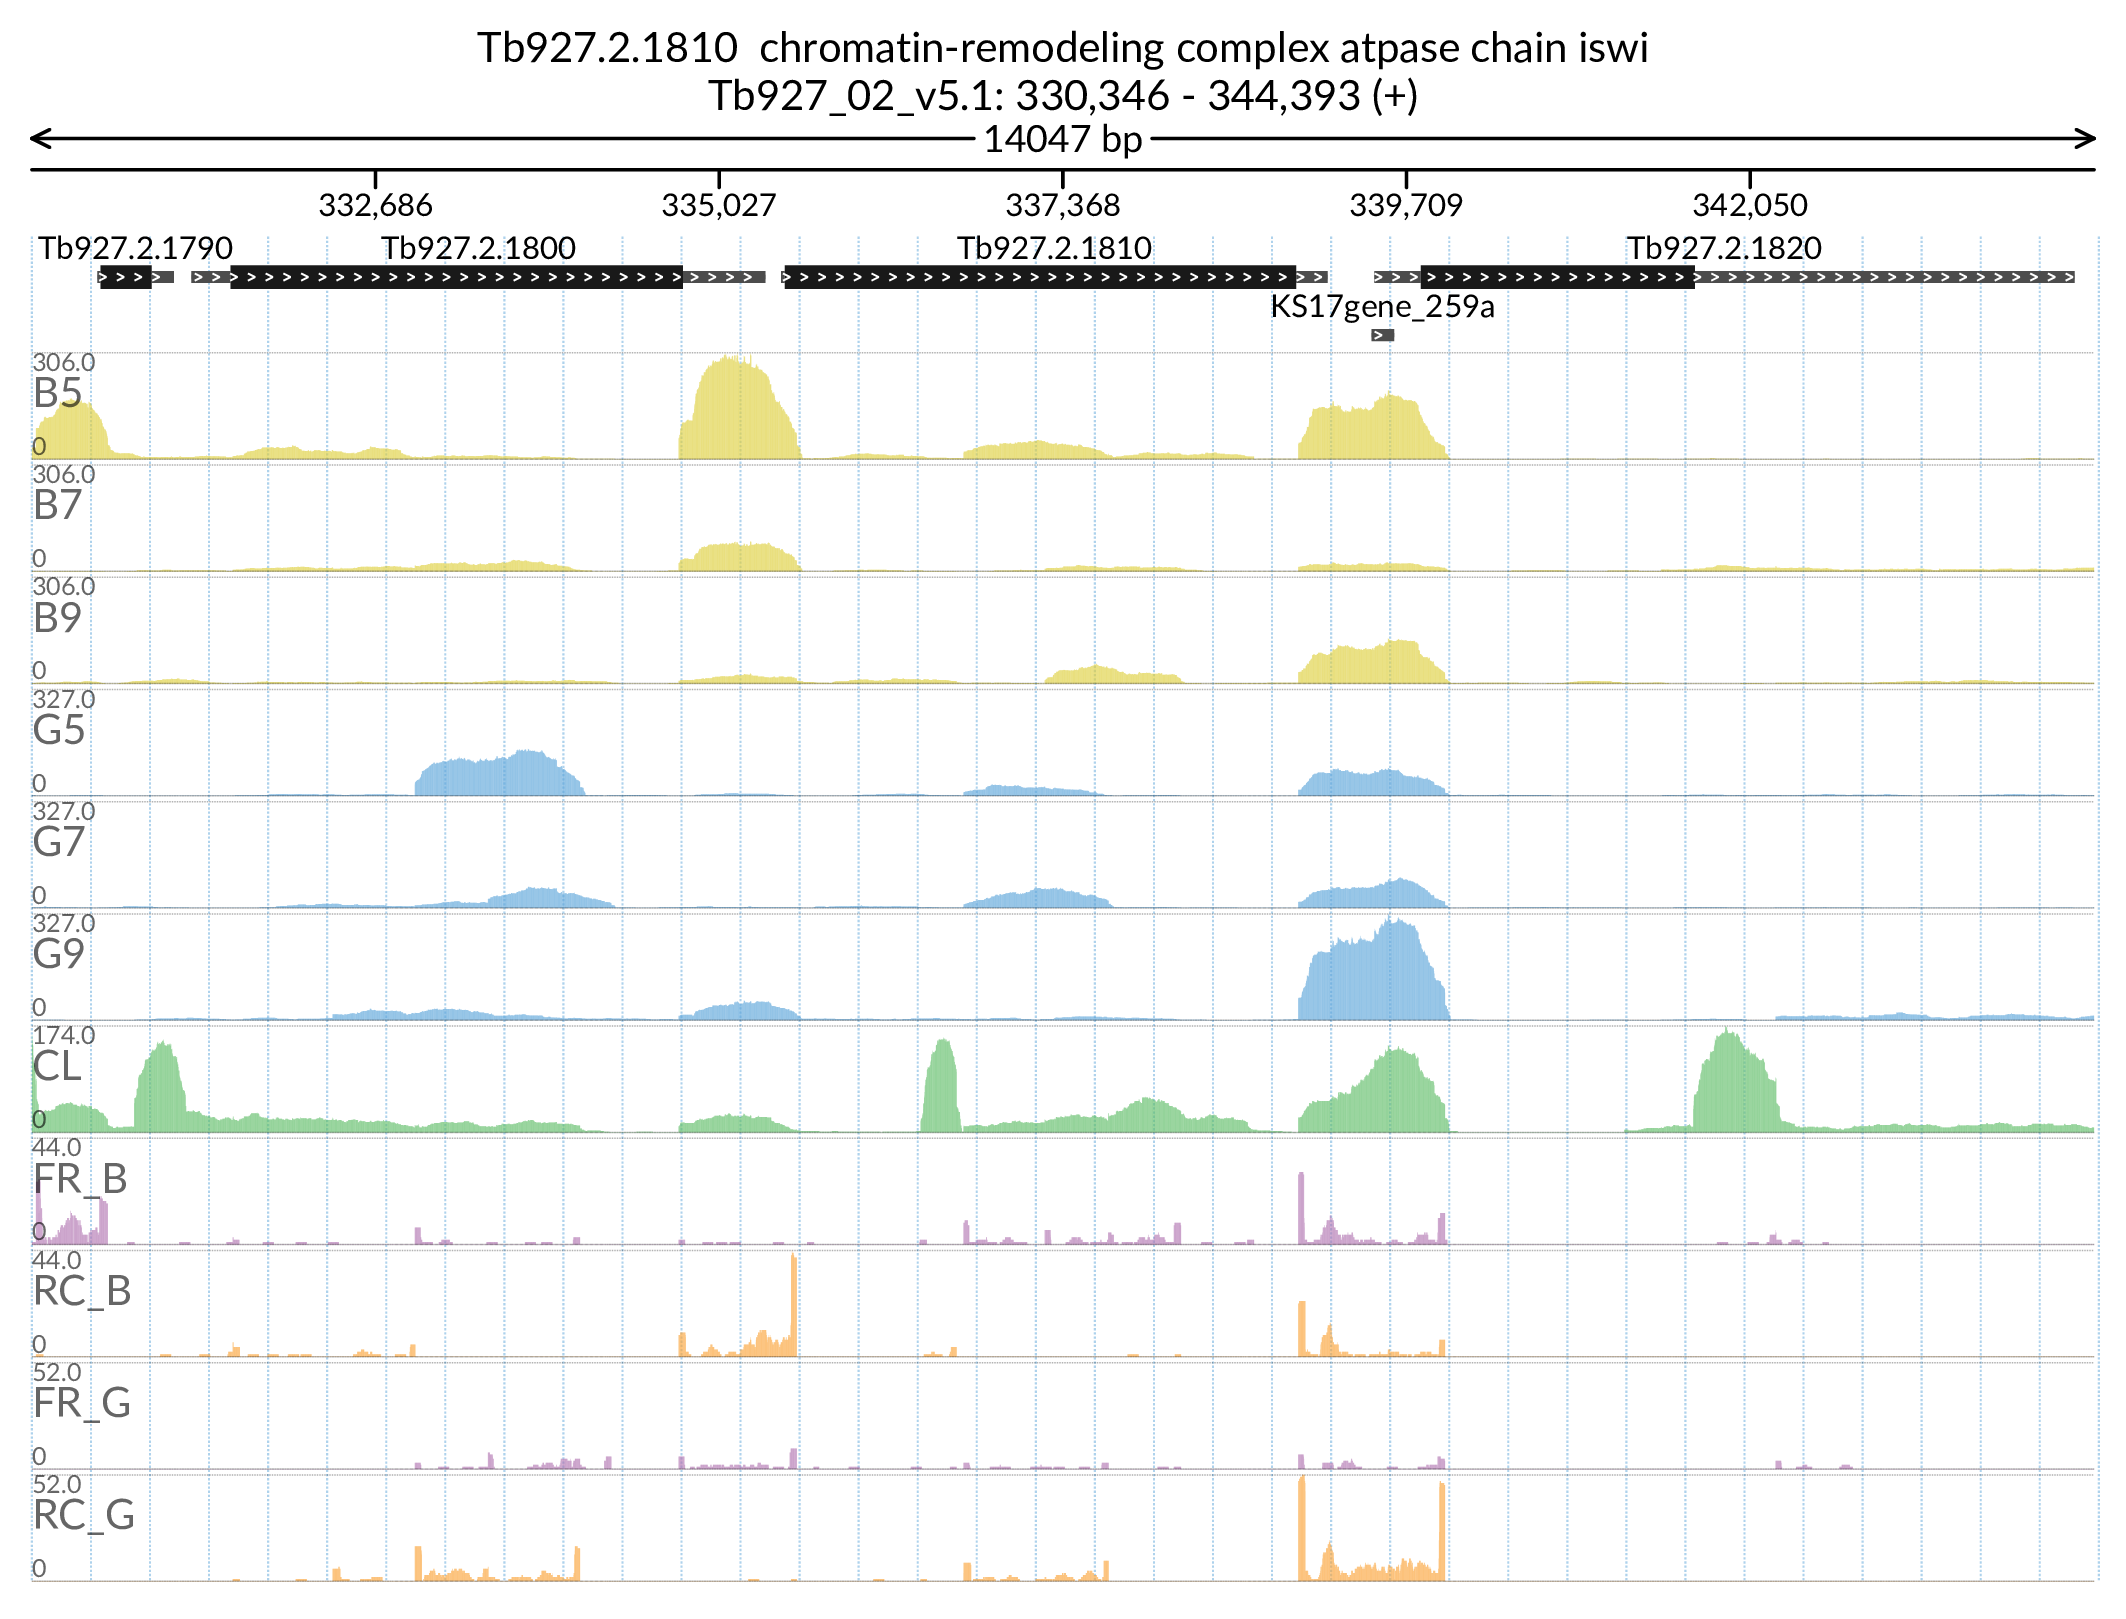 Tb927.2.1810  chromatin-remodeling complex atpase chain iswi
Tb927_02_v5.1: 330,346 - 344,393 (+)
14047 bp
332,686 335,027 337,368 339,709 342,050
Tb927.2.1790 Tb927.2.1800 Tb927.2.1810 Tb927.2.1820
KS17gene_259a
306.0
B5
0
306.0
B7
0
306.0
B9
0
327.0
G5
0
327.0
G7
0
327.0
G9
0
174.0
CL
0
44.0
FR_B
0
44.0
RC_B
0
52.0
FR_G
0
52.0
RC_G
0